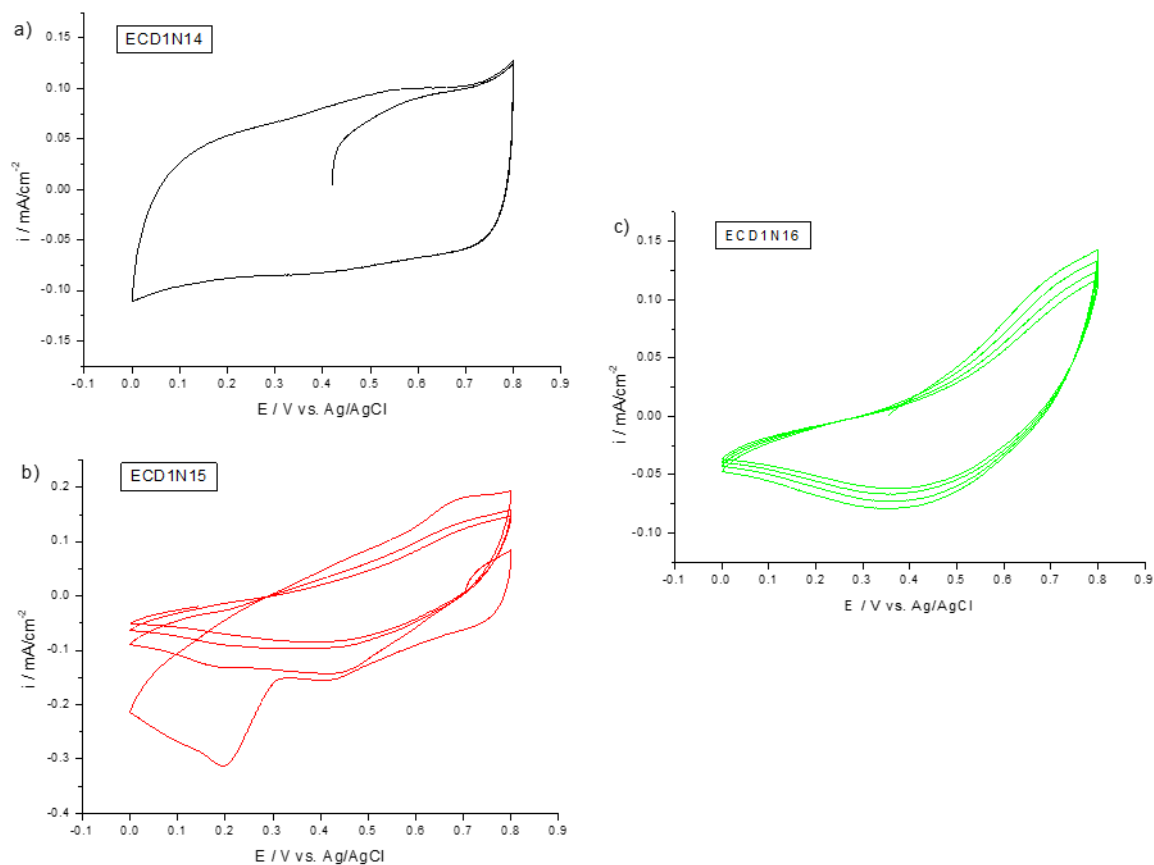 a)
ECD1N14
0.15
0.10
0.05
0.00
-0.05
-0.10
-0.15
i / mA/cm⁻²
-0.1 0.0 0.1 0.2 0.3 0.4 0.5 0.6 0.7 0.8 0.9
E / V vs. Ag/AgCl
b)
ECD1N15
0.2
0.1
0.0
-0.1
-0.2
-0.3
-0.4
i / mA/cm⁻²
-0.1 0.0 0.1 0.2 0.3 0.4 0.5 0.6 0.7 0.8 0.9
E / V vs. Ag/AgCl
c)
ECD1N16
0.15
0.10
0.05
0.00
-0.05
-0.10
i / mA/cm⁻²
-0.1 0.0 0.1 0.2 0.3 0.4 0.5 0.6 0.7 0.8 0.9
E / V vs. Ag/AgCl